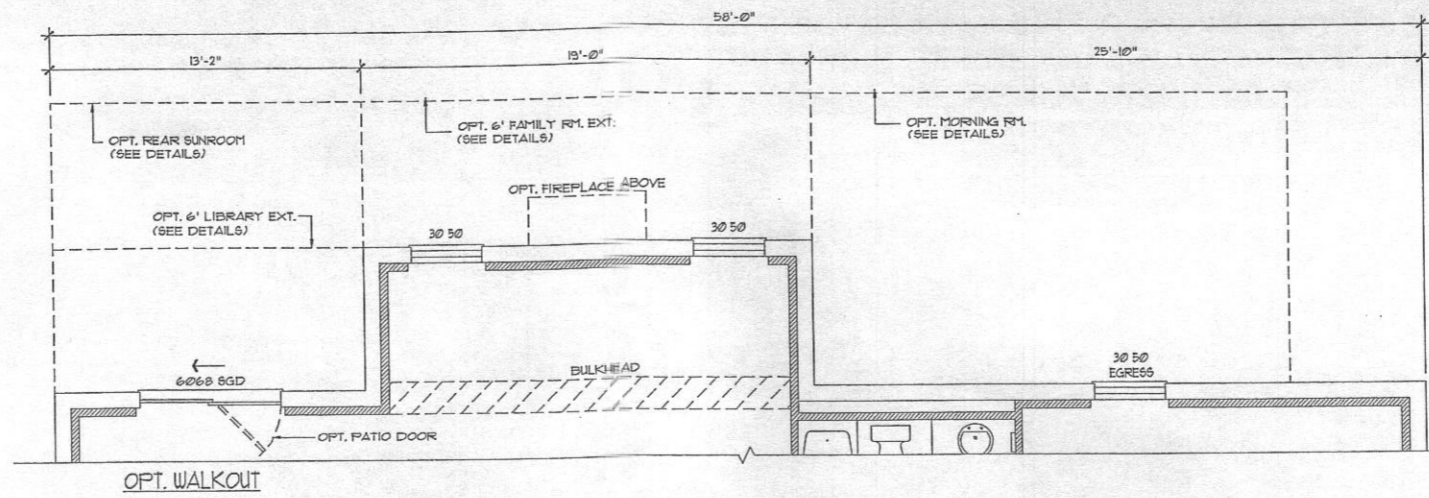 58'-0"
13'-2"
19'-0"
25'-10"
OPT. REAR SUNROOM
(SEE DETAILS)
OPT. 6' FAMILY RM. EXT.
(SEE DETAILS)
OPT. MORNING RM.
(SEE DETAILS)
OPT. FIREPLACE ABOVE
OPT. 6' LIBRARY EXT.
(SEE DETAILS)
30 50
30 50
6068 SGD
BULKHEAD
30 50
EGRESS
OPT. PATIO DOOR
OPT. WALKOUT